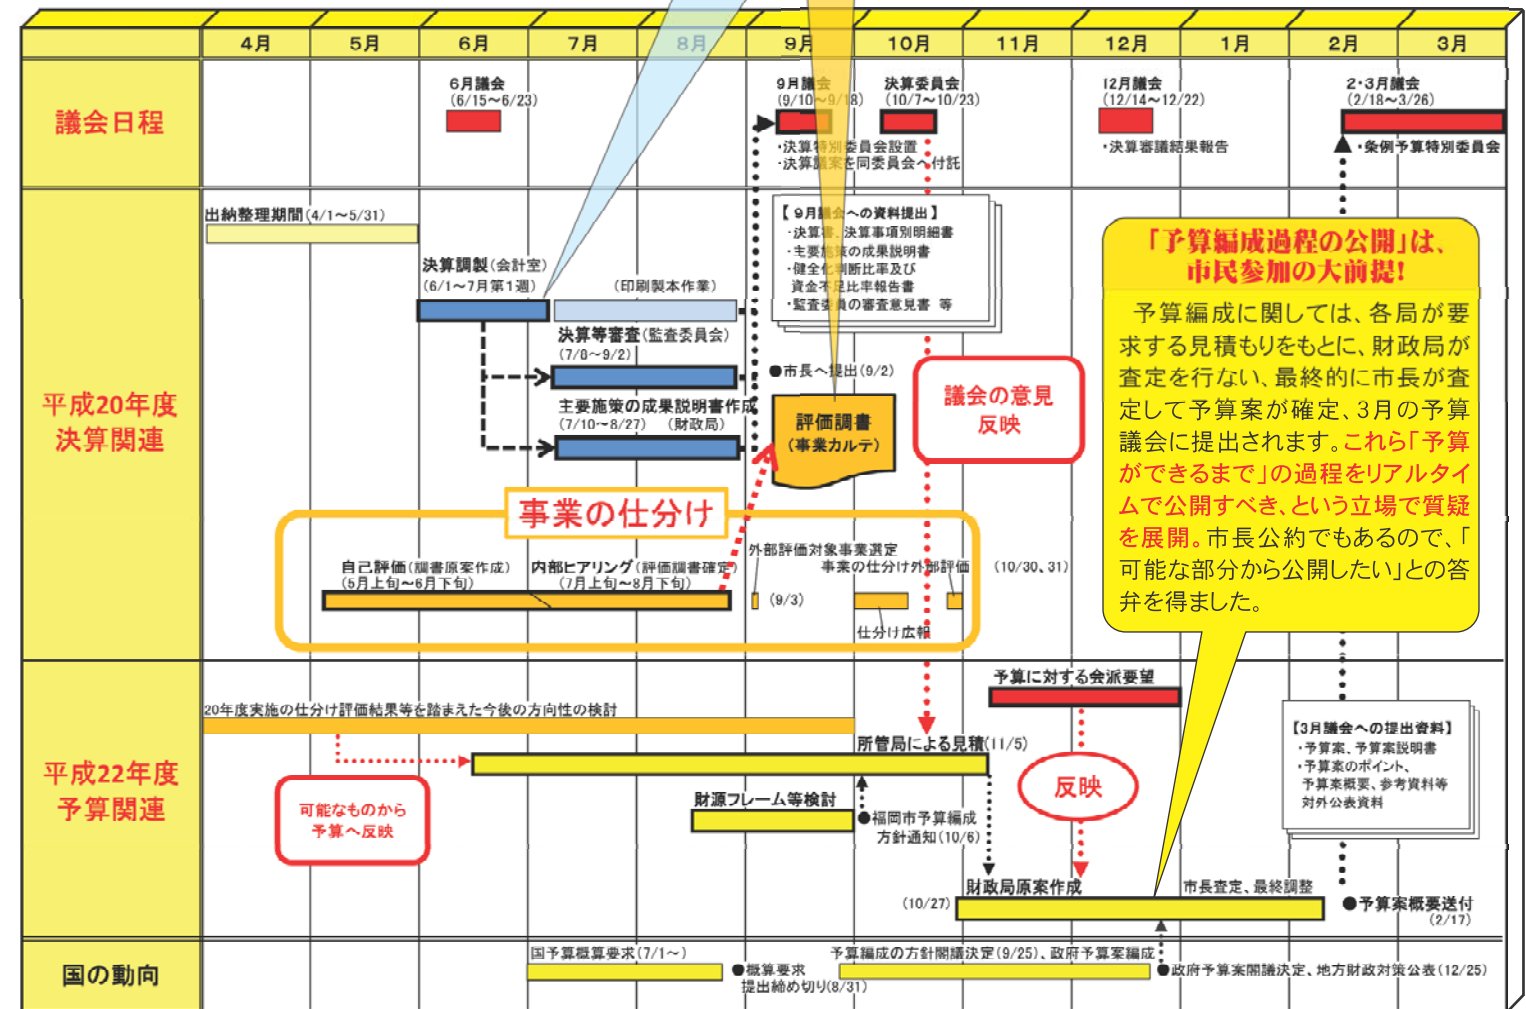 4月 5月 6月 7月 8月 9月 10月 11月 12月 1月 2月 3月
議会日程
6月議会
(6/15～6/23)
9月議会
(9/10～9/18)
・決算特別委員会設置
・決算議案を同委員会へ付託
決算委員会
(10/7～10/23)
12月議会
(12/14～12/22)
・決算審議結果報告
2・3月議会
(2/18～3/26)
・条例予算特別委員会
平成20年度
決算関連
出納整理期間(4/1～5/31)
決算調製(会計室)
(6/1～7月第1週)
(印刷製本作業)
決算等審査(監査委員会)
(7/8～9/2)
主要施策の成果説明書作成
(7/10～8/27) (財政局)
【 9月議会への資料提出 】
・決算書、決算事項別明細書
・主要施策の成果説明書
・健全化判断比率及び
資金不足比率報告書
・監査委員の審査意見書 等
●市長へ提出(9/2)
評価調書
(事業カルテ)
議会の意見
反映
事業の仕分け
自己評価(調書原案作成)
(5月上旬～6月下旬)
内部ヒアリング(評価調書確定)
(7月上旬～8月下旬)
外部評価対象事業選定
(9/3)
事業の仕分け外部評価
(10/30、31)
仕分け広報
「予算編成過程の公開」は、
市民参加の大前提!
予算編成に関しては、各局が要
求する見積もりをもとに、財政局が
査定を行ない、最終的に市長が査
定して予算案が確定、3月の予算
議会に提出されます。これら「予算
ができるまで」の過程をリアルタイ
ムで公開すべき、という立場で質疑
を展開。市長公約でもあるので、「
可能な部分から公開したい」との答
弁を得ました。
平成22年度
予算関連
20年度実施の仕分け評価結果等を踏まえた今後の方向性の検討
可能なものから
予算へ反映
所管局による見積(11/5)
財源フレーム等検討
●福岡市予算編成
方針通知(10/6)
予算に対する会派要望
反映
財政局原案作成
(10/27)
市長査定、最終調整
【3月議会への提出資料】
・予算案、予算案説明書
・予算案のポイント、
予算案概要、参考資料等
対外公表資料
●予算案概要送付
(2/17)
国の動向
国予算概算要求(7/1～)
●概算要求
提出締め切り(8/31)
予算編成の方針閣議決定(9/25)、政府予算案編成
●政府予算案閣議決定、地方財政対策公表(12/25)